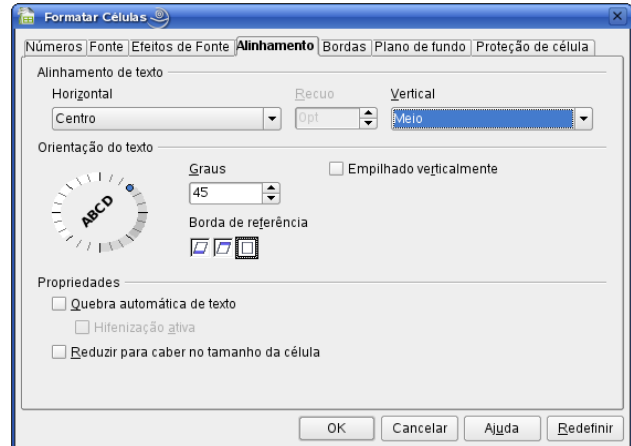 Formatar Células
Números Fonte Efeitos de Fonte Alinhamento Bordas Plano de fundo Proteção de célula
Alinhamento de texto
Horizontal Recuo Vertical
Centro 0pt Meio
Orientação do texto
Graus Empilhado verticalmente
45
ABCD
Borda de referência
Propriedades
Quebra automática de texto
Hifenização ativa
Reduzir para caber no tamanho da célula
OK Cancelar Ajuda Redefinir